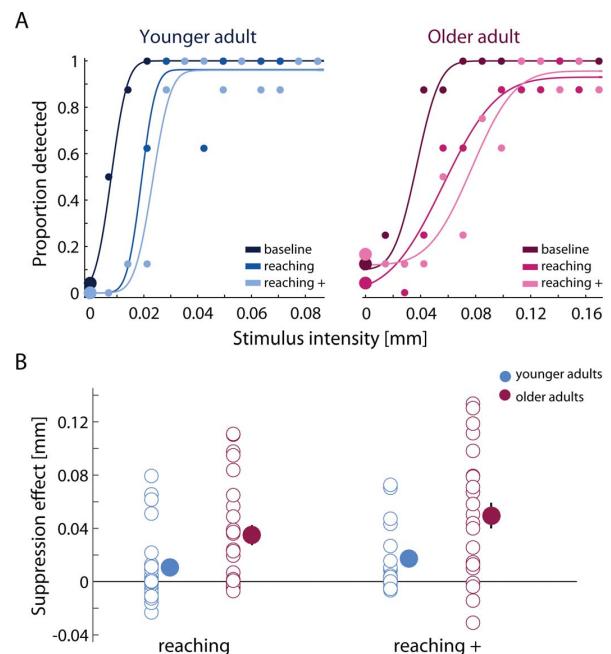 A
Younger adult
Older adult
Proportion detected
1
0.8
0.6
0.4
0.2
0
baseline
reaching
reaching +
baseline
reaching
reaching +
0 0.02 0.04 0.06 0.08
0 0.04 0.08 0.12 0.16
Stimulus intensity [mm]
B
younger adults
older adults
Suppression effect [mm]
0.12
0.08
0.04
0
-0.04
reaching
reaching +